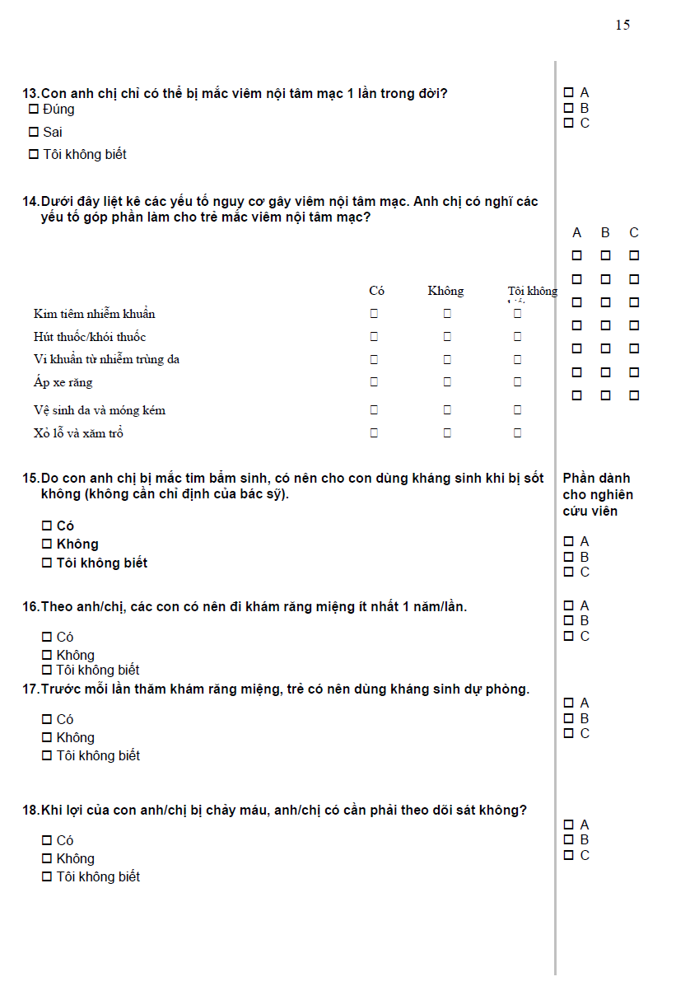 15
13.Con anh chị chỉ có thể bị mắc viêm nội tâm mạc 1 lần trong đời?
☐ Đúng
☐ Sai
☐ Tôi không biết
☐ A
☐ B
☐ C
14.Dưới đây liệt kê các yếu tố nguy cơ gây viêm nội tâm mạc. Anh chị có nghĩ các
yếu tố góp phần làm cho trẻ mắc viêm nội tâm mạc?
Có Không Tôi không
Kim tiêm nhiễm khuẩn ☐ ☐ ☐
Hút thuốc/khói thuốc ☐ ☐ ☐
Vi khuẩn từ nhiễm trùng da ☐ ☐ ☐
Áp xe răng ☐ ☐ ☐
Vệ sinh da và móng kém ☐ ☐ ☐
Xỏ lỗ và xăm trổ ☐ ☐ ☐
A B C
☐ ☐ ☐
☐ ☐ ☐
☐ ☐ ☐
☐ ☐ ☐
☐ ☐ ☐
☐ ☐ ☐
☐ ☐ ☐
15.Do con anh chị bị mắc tim bẩm sinh, có nên cho con dùng kháng sinh khi bị sốt
không (không cần chỉ định của bác sỹ).
☐ Có
☐ Không
☐ Tôi không biết
Phần dành
cho nghiên
cứu viên
☐ A
☐ B
☐ C
16.Theo anh/chị, các con có nên đi khám răng miệng ít nhất 1 năm/lần.
☐ Có
☐ Không
☐ Tôi không biết
☐ A
☐ B
☐ C
17.Trước mỗi lần thăm khám răng miệng, trẻ có nên dùng kháng sinh dự phòng.
☐ Có
☐ Không
☐ Tôi không biết
☐ A
☐ B
☐ C
18.Khi lợi của con anh/chị bị chảy máu, anh/chị có cần phải theo dõi sát không?
☐ Có
☐ Không
☐ Tôi không biết
☐ A
☐ B
☐ C